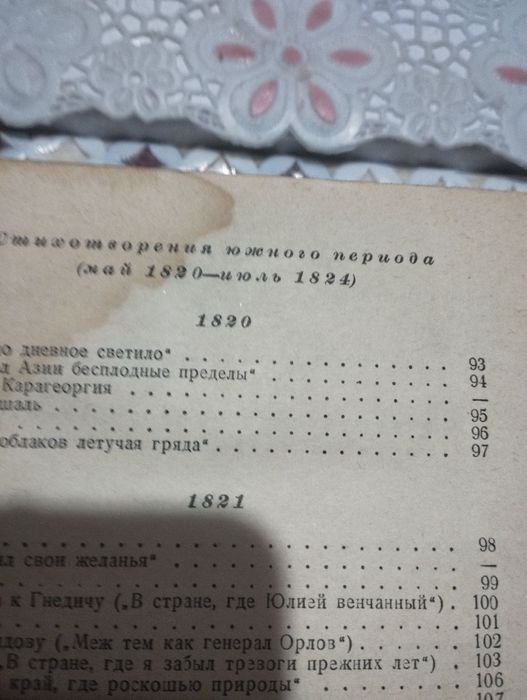 Стихотворения южного периода
(май 1820—июль 1824)
1820
о дневное светило“ . . . . . . . . . . . . . . . 93
д Азии бесплодные пределы“ . . . . . . . . . . 94
Карагеоргия . . . . . . . . . . . . . . . . . —
шаль . . . . . . . . . . . . . . . . . . . . 95
. . . . . . . . . . . . . . . . . . . . . . 96
облаков летучая гряда“ . . . . . . . . . . . . 97
1821
. . . . . . . . . . . . . . . . . . . . . . 98
ил свои желанья“ . . . . . . . . . . . . . . . —
. . . . . . . . . . . . . . . . . . . . . . 99
к Гнедичу („В стране, где Юлией венчанный“) . 100
. . . . . . . . . . . . . . . . . . . . . . 101
дову („Меж тем как генерал Орлов“) . . . . . . 102
„В стране, где я забыл тревоги прежних лет“) . 103
край, где роскошью природы“ . . . . . . . . . 106
107